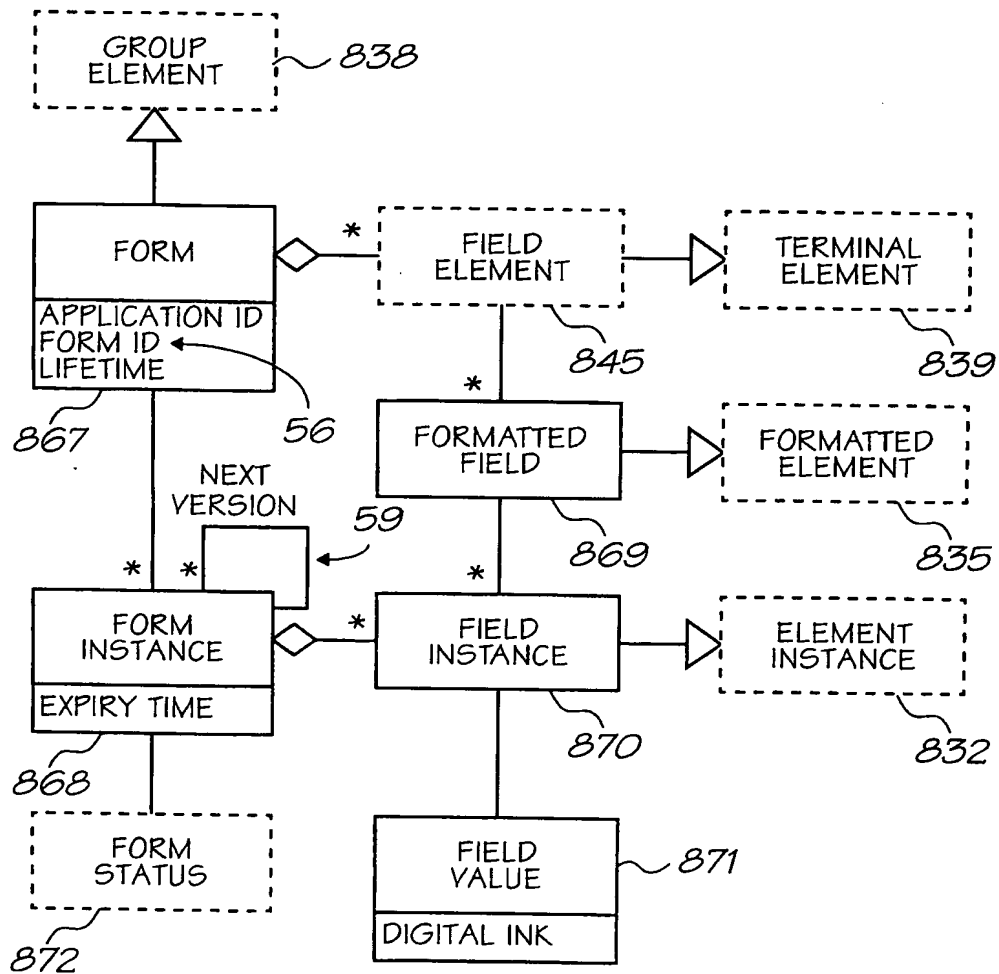 GROUP
ELEMENT
838
FORM
*
FIELD
ELEMENT
TERMINAL
ELEMENT
APPLICATION ID
FORM ID
LIFETIME
845
839
867
56
*
FORMATTED
FIELD
FORMATTED
ELEMENT
NEXT
VERSION
59
869
835
*
*
*
FORM
INSTANCE
*
FIELD
INSTANCE
ELEMENT
INSTANCE
EXPIRY TIME
870
832
868
FORM
STATUS
FIELD
VALUE
871
872
DIGITAL INK